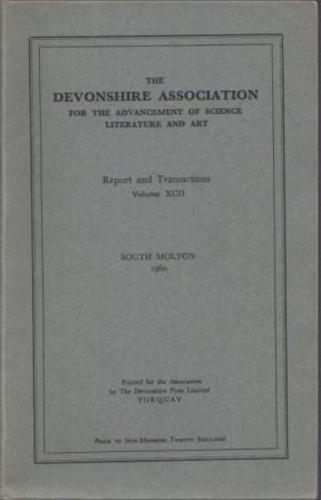 THE
DEVONSHIRE ASSOCIATION
FOR THE ADVANCEMENT OF SCIENCE
LITERATURE AND ART
Report and Transactions
Volume XCII
SOUTH MOLTON
1960
Printed for the Association
by The Devonshire Press Limited
TORQUAY
Price to Non-Members Thirty Shillings